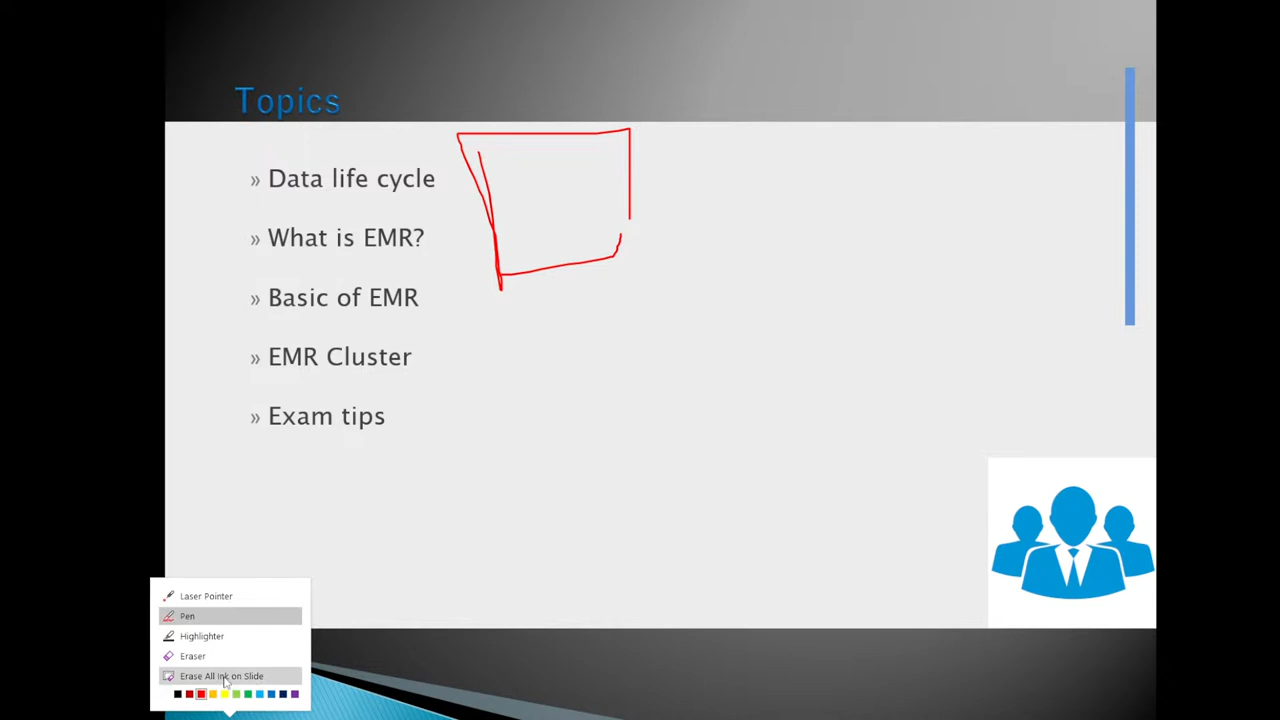 Topics
» Data life cycle
» What is EMR?
» Basic of EMR
» EMR Cluster
» Exam tips
Laser Pointer
Pen
Highlighter
Eraser
Erase All Ink on Slide